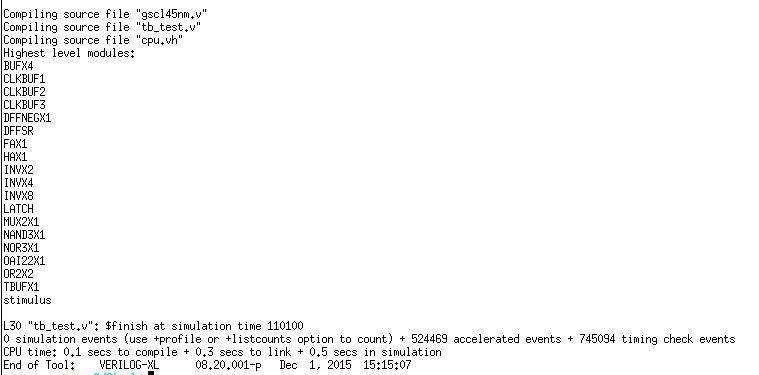 Compiling source file "gscl45nm.v"
Compiling source file "tb_test.v"
Compiling source file "cpu.vh"
Highest level modules:
BUFX4
CLKBUF1
CLKBUF2
CLKBUF3
DFFNEGX1
DFFSR
FAX1
HAX1
INVX2
INVX4
INVX8
LATCH
MUX2X1
NAND3X1
NOR3X1
OAI22X1
OR2X2
TBUFX1
stimulus
L30 "tb_test.v": $finish at simulation time 110100
0 simulation events (use +profile or +listcounts option to count) + 524469 accelerated events + 745094 timing check events
CPU time: 0.1 secs to compile + 0.3 secs to link + 0.5 secs in simulation
End of Tool: VERILOG-XL 08.20.001-p Dec 1, 2015 15:15:07